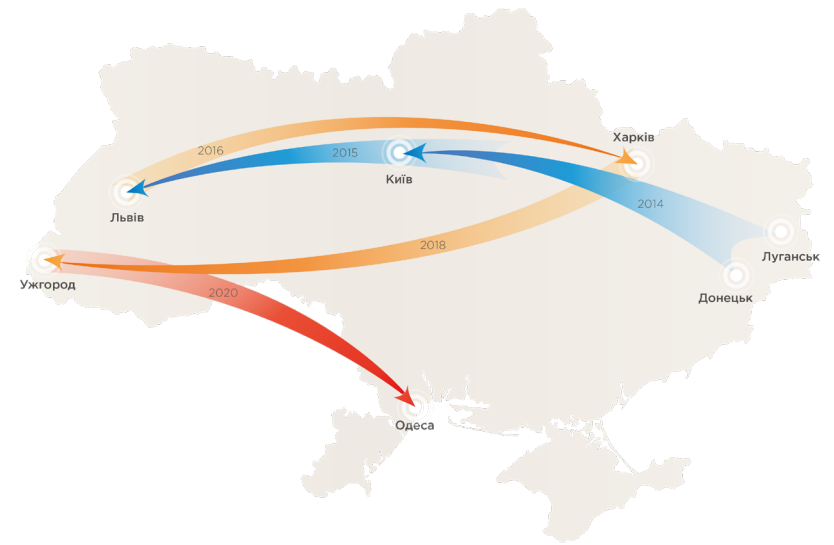 Харків
2016
2015
Київ
2014
Львів
2018
Луганськ
Ужгород
2020
Донецьк
Одеса